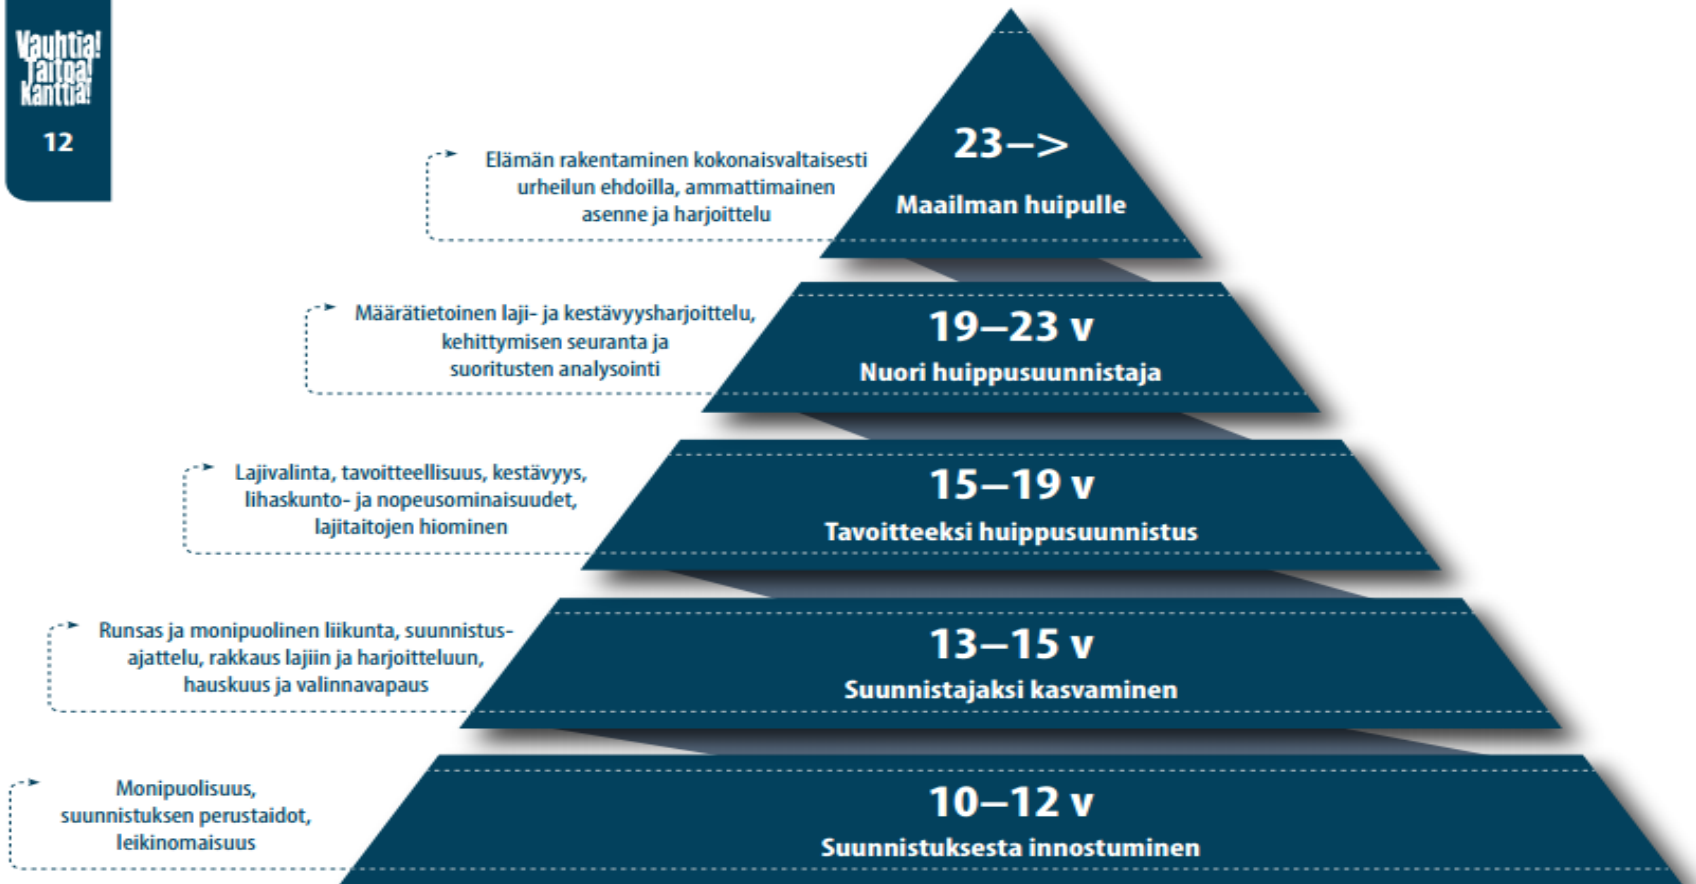 Vauhtia!
Taitoa!
Kanttia!
12
23–>
Maailman huipulle
Elämän rakentaminen kokonaisvaltaisesti
urheilun ehdoilla, ammattimainen
asenne ja harjoittelu
19–23 v
Nuori huippusuunnistaja
Määrätietoinen laji- ja kestävyysharjoittelu,
kehittymisen seuranta ja
suoritusten analysointi
15–19 v
Tavoitteeksi huippusuunnistus
Lajivalinta, tavoitteellisuus, kestävyys,
lihaskunto- ja nopeusominaisuudet,
lajitaitojen hiominen
13–15 v
Suunnistajaksi kasvaminen
Runsas ja monipuolinen liikunta, suunnistus-
ajattelu, rakkaus lajiin ja harjoitteluun,
hauskuus ja valinnavapaus
10–12 v
Suunnistuksesta innostuminen
Monipuolisuus,
suunnistuksen perustaidot,
leikinomaisuus